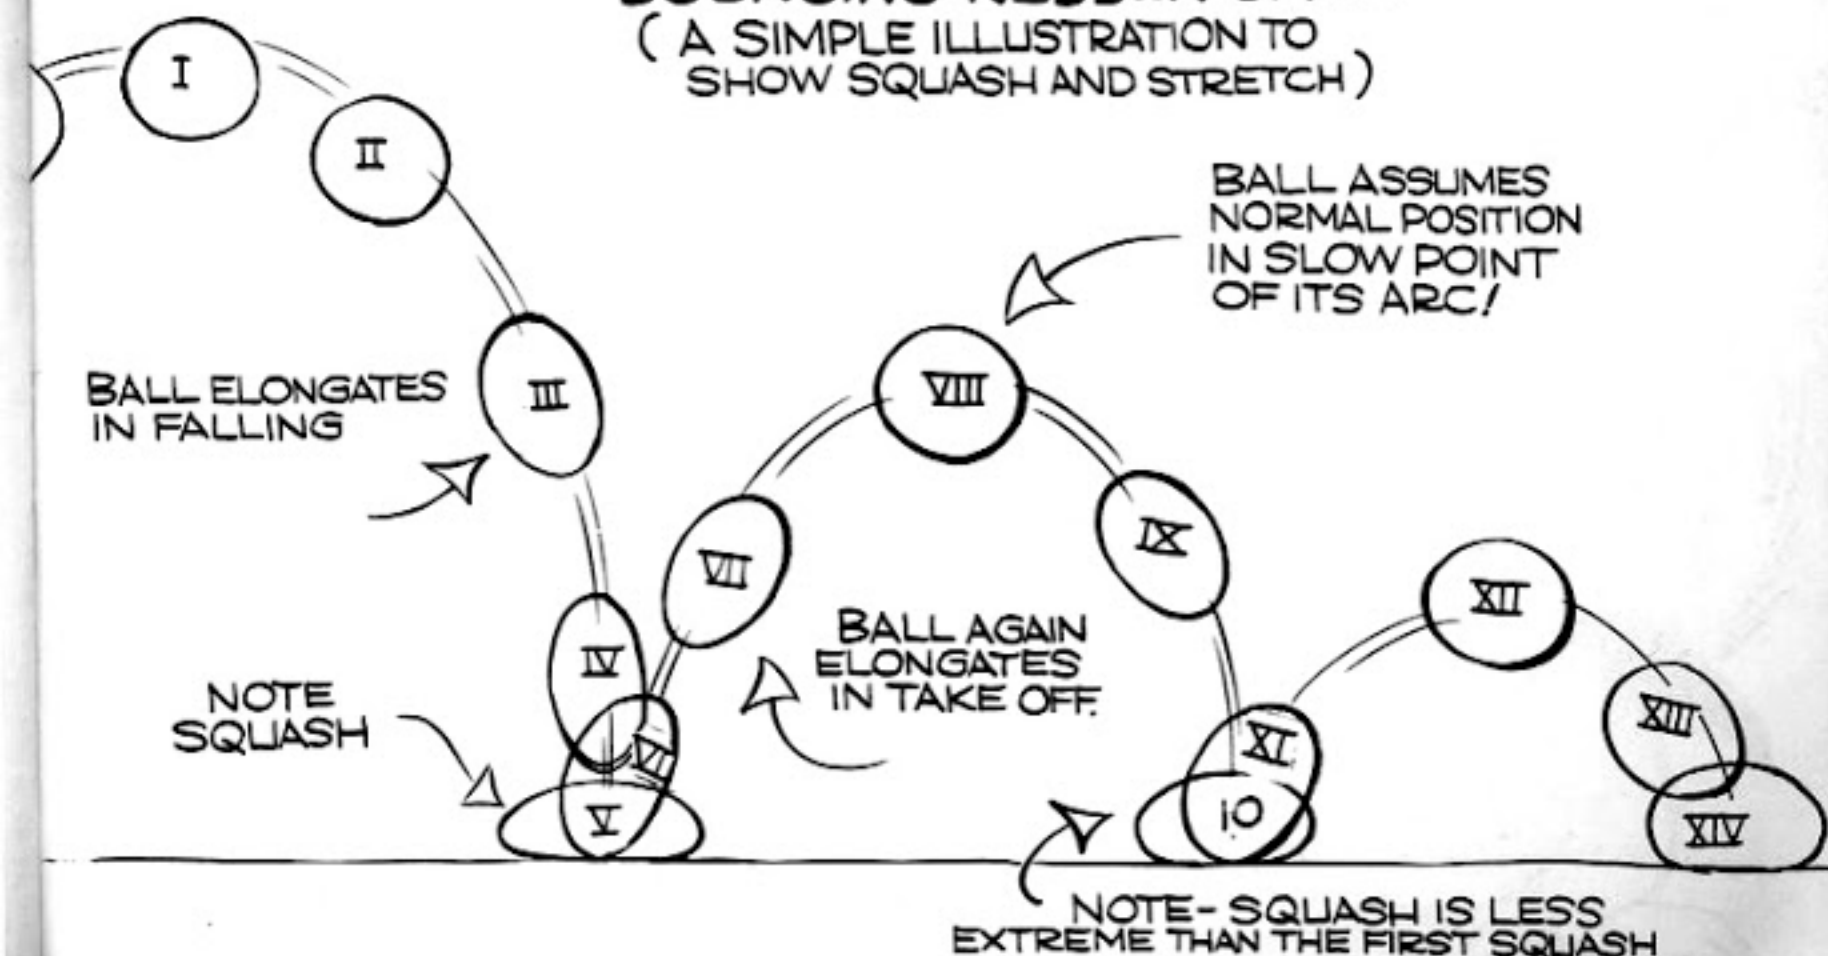 (A SIMPLE ILLUSTRATION TO
SHOW SQUASH AND STRETCH)
I
II
BALL ASSUMES
NORMAL POSITION
IN SLOW POINT
OF ITS ARC!
III
BALL ELONGATES
IN FALLING
VIII
VII
IX
XII
IV
BALL AGAIN
ELONGATES
IN TAKE OFF.
NOTE
SQUASH
VI
V
XI
10
XIII
XIV
NOTE-SQUASH IS LESS
EXTREME THAN THE FIRST SQUASH